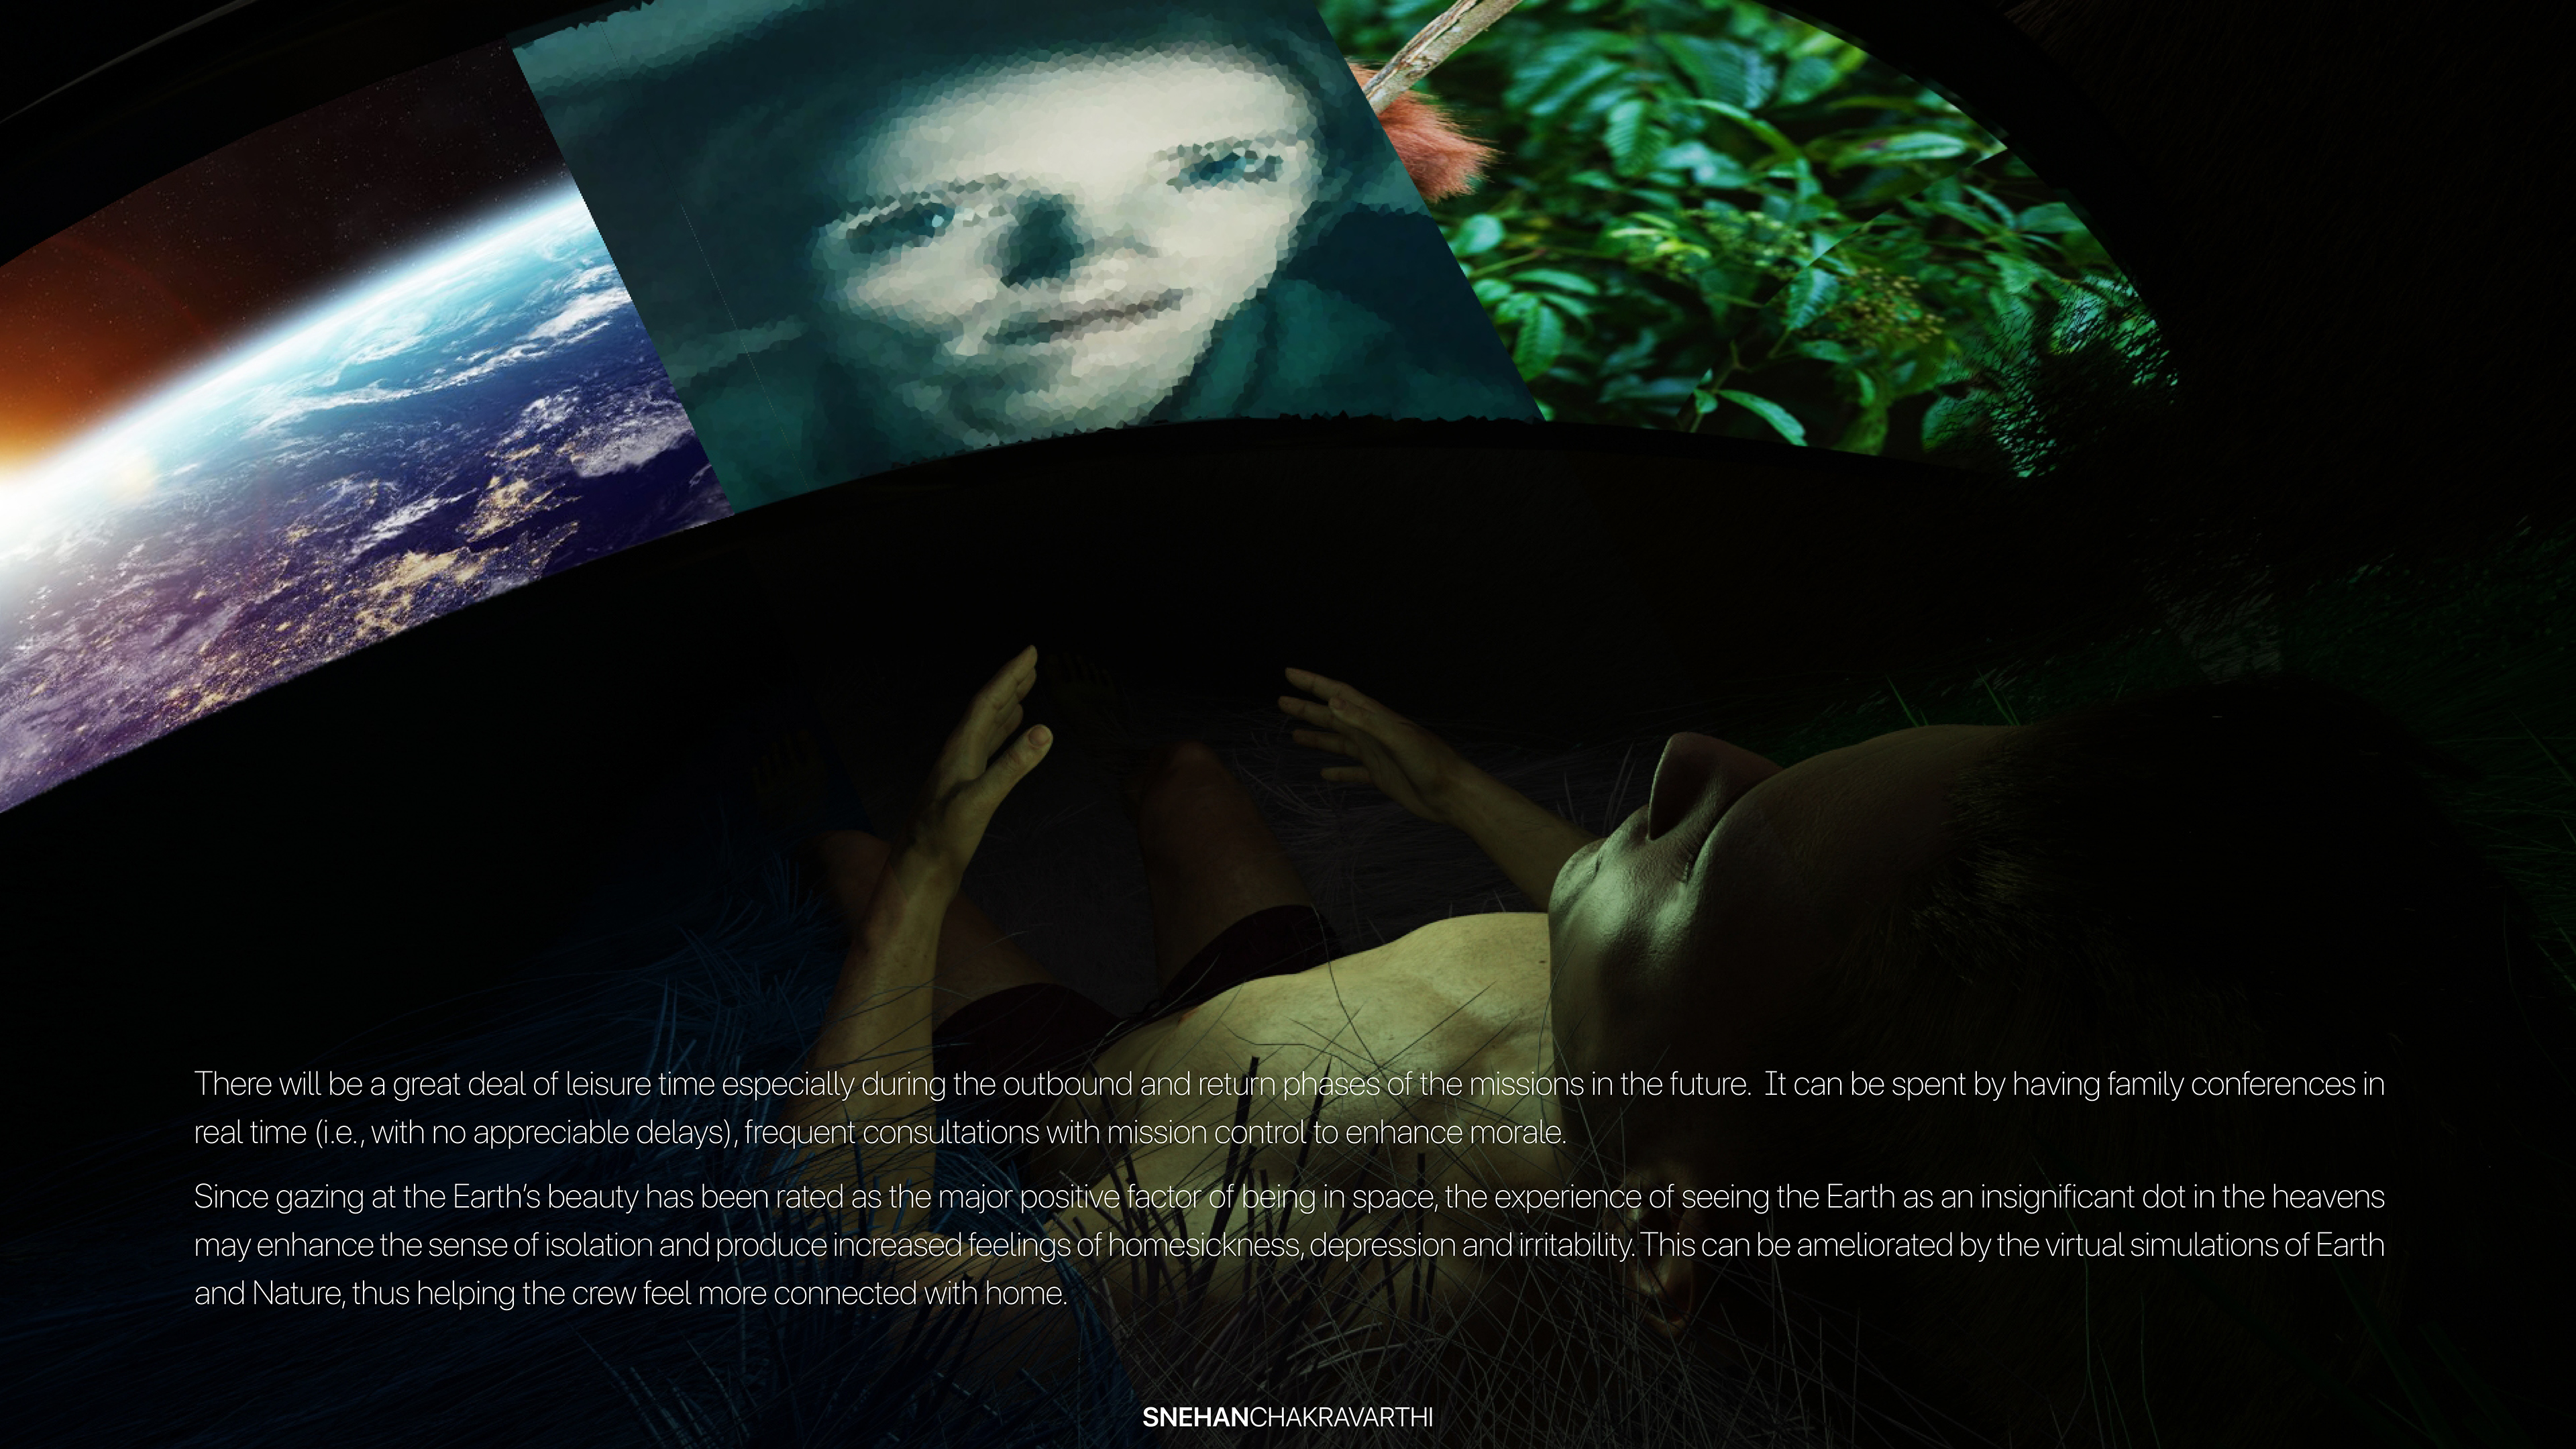 There will be a great deal of leisure time especially during the outbound and return phases of the missions in the future.  It can be spent by having family conferences in
real time (i.e., with no appreciable delays), frequent consultations with mission control to enhance morale.
Since gazing at the Earth’s beauty has been rated as the major positive factor of being in space, the experience of seeing the Earth as an insignificant dot in the heavens
may enhance the sense of isolation and produce increased feelings of homesickness, depression and irritability. This can be ameliorated by the virtual simulations of Earth
and Nature, thus helping the crew feel more connected with home.
SNEHANCHAKRAVARTHI